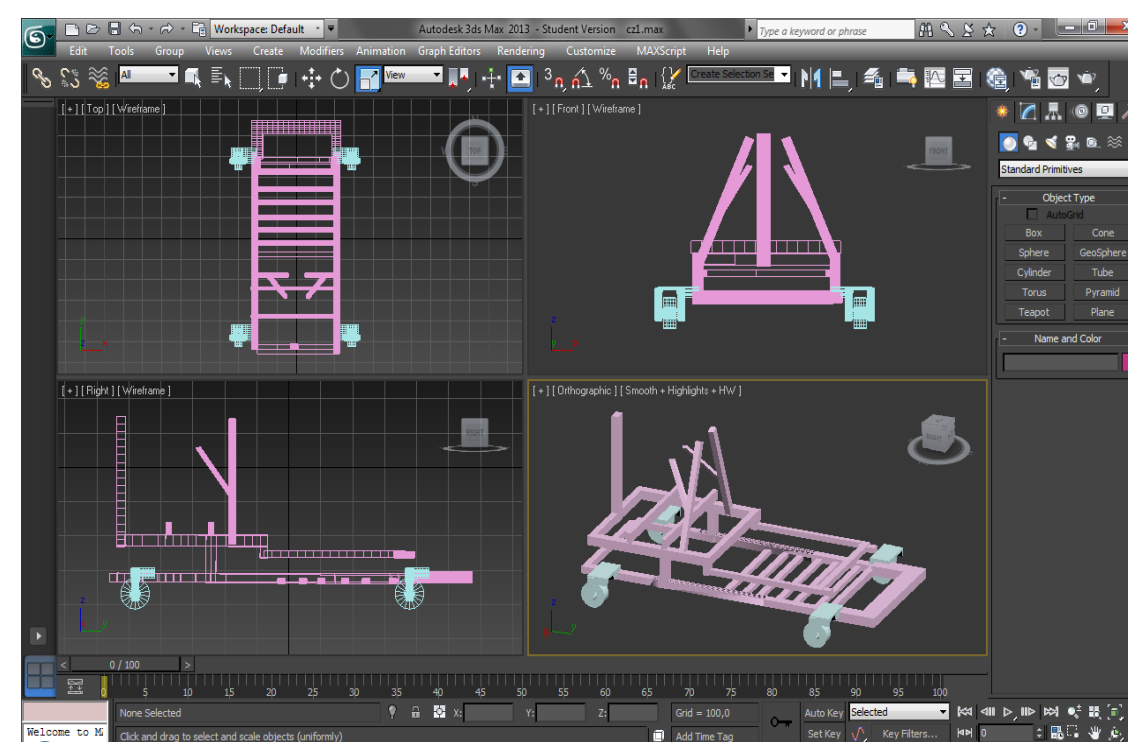 Workspace: Default
Autodesk 3ds Max 2013 - Student Version cz1.max
Type a keyword or phrase
Edit Tools Group Views Create Modifiers Animation Graph Editors Rendering Customize MAXScript Help
All View 3 % ABC Create Selection Se
[ + ] [ Top ] [ Wireframe ]
TOP
[ + ] [ Front ] [ Wireframe ]
FRONT
Standard Primitives
- Object Type
AutoGrid
Box Cone
Sphere GeoSphere
Cylinder Tube
Torus Pyramid
Teapot Plane
- Name and Color
[ + ] [ Right ] [ Wireframe ]
RIGHT
[ + ] [ Orthographic ] [ Smooth + Highlights + HW ]
RIGHT
z
y
x
< 0 / 100 >
0 5 10 15 20 25 30 35 40 45 50 55 60 65 70 75 80 85 90 95 100
None Selected X: Y: Z: Grid = 100,0 Auto Key Selected
Welcome to M Click and drag to select and scale objects (uniformly) Add Time Tag Set Key Key Filters... 0